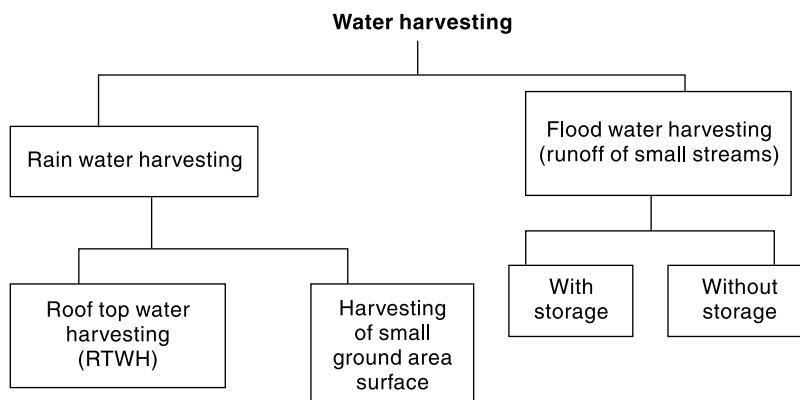 Water harvesting
Rain water harvesting
Flood water harvesting
(runoff of small streams)
Roof top water
harvesting
(RTWH)
Harvesting
of small
ground area
surface
With
storage
Without
storage